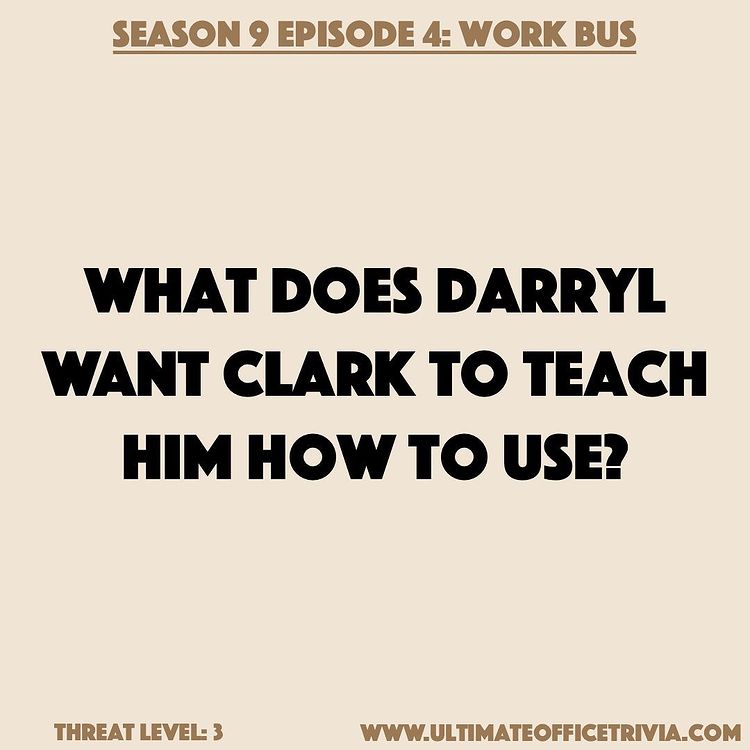 SEASON 9 EPISODE 4: WORK BUS
WHAT DOES DARRYL
WANT CLARK TO TEACH
HIM HOW TO USE?
THREAT LEVEL: 3
WWW.ULTIMATEOFFICETRIVIA.COM